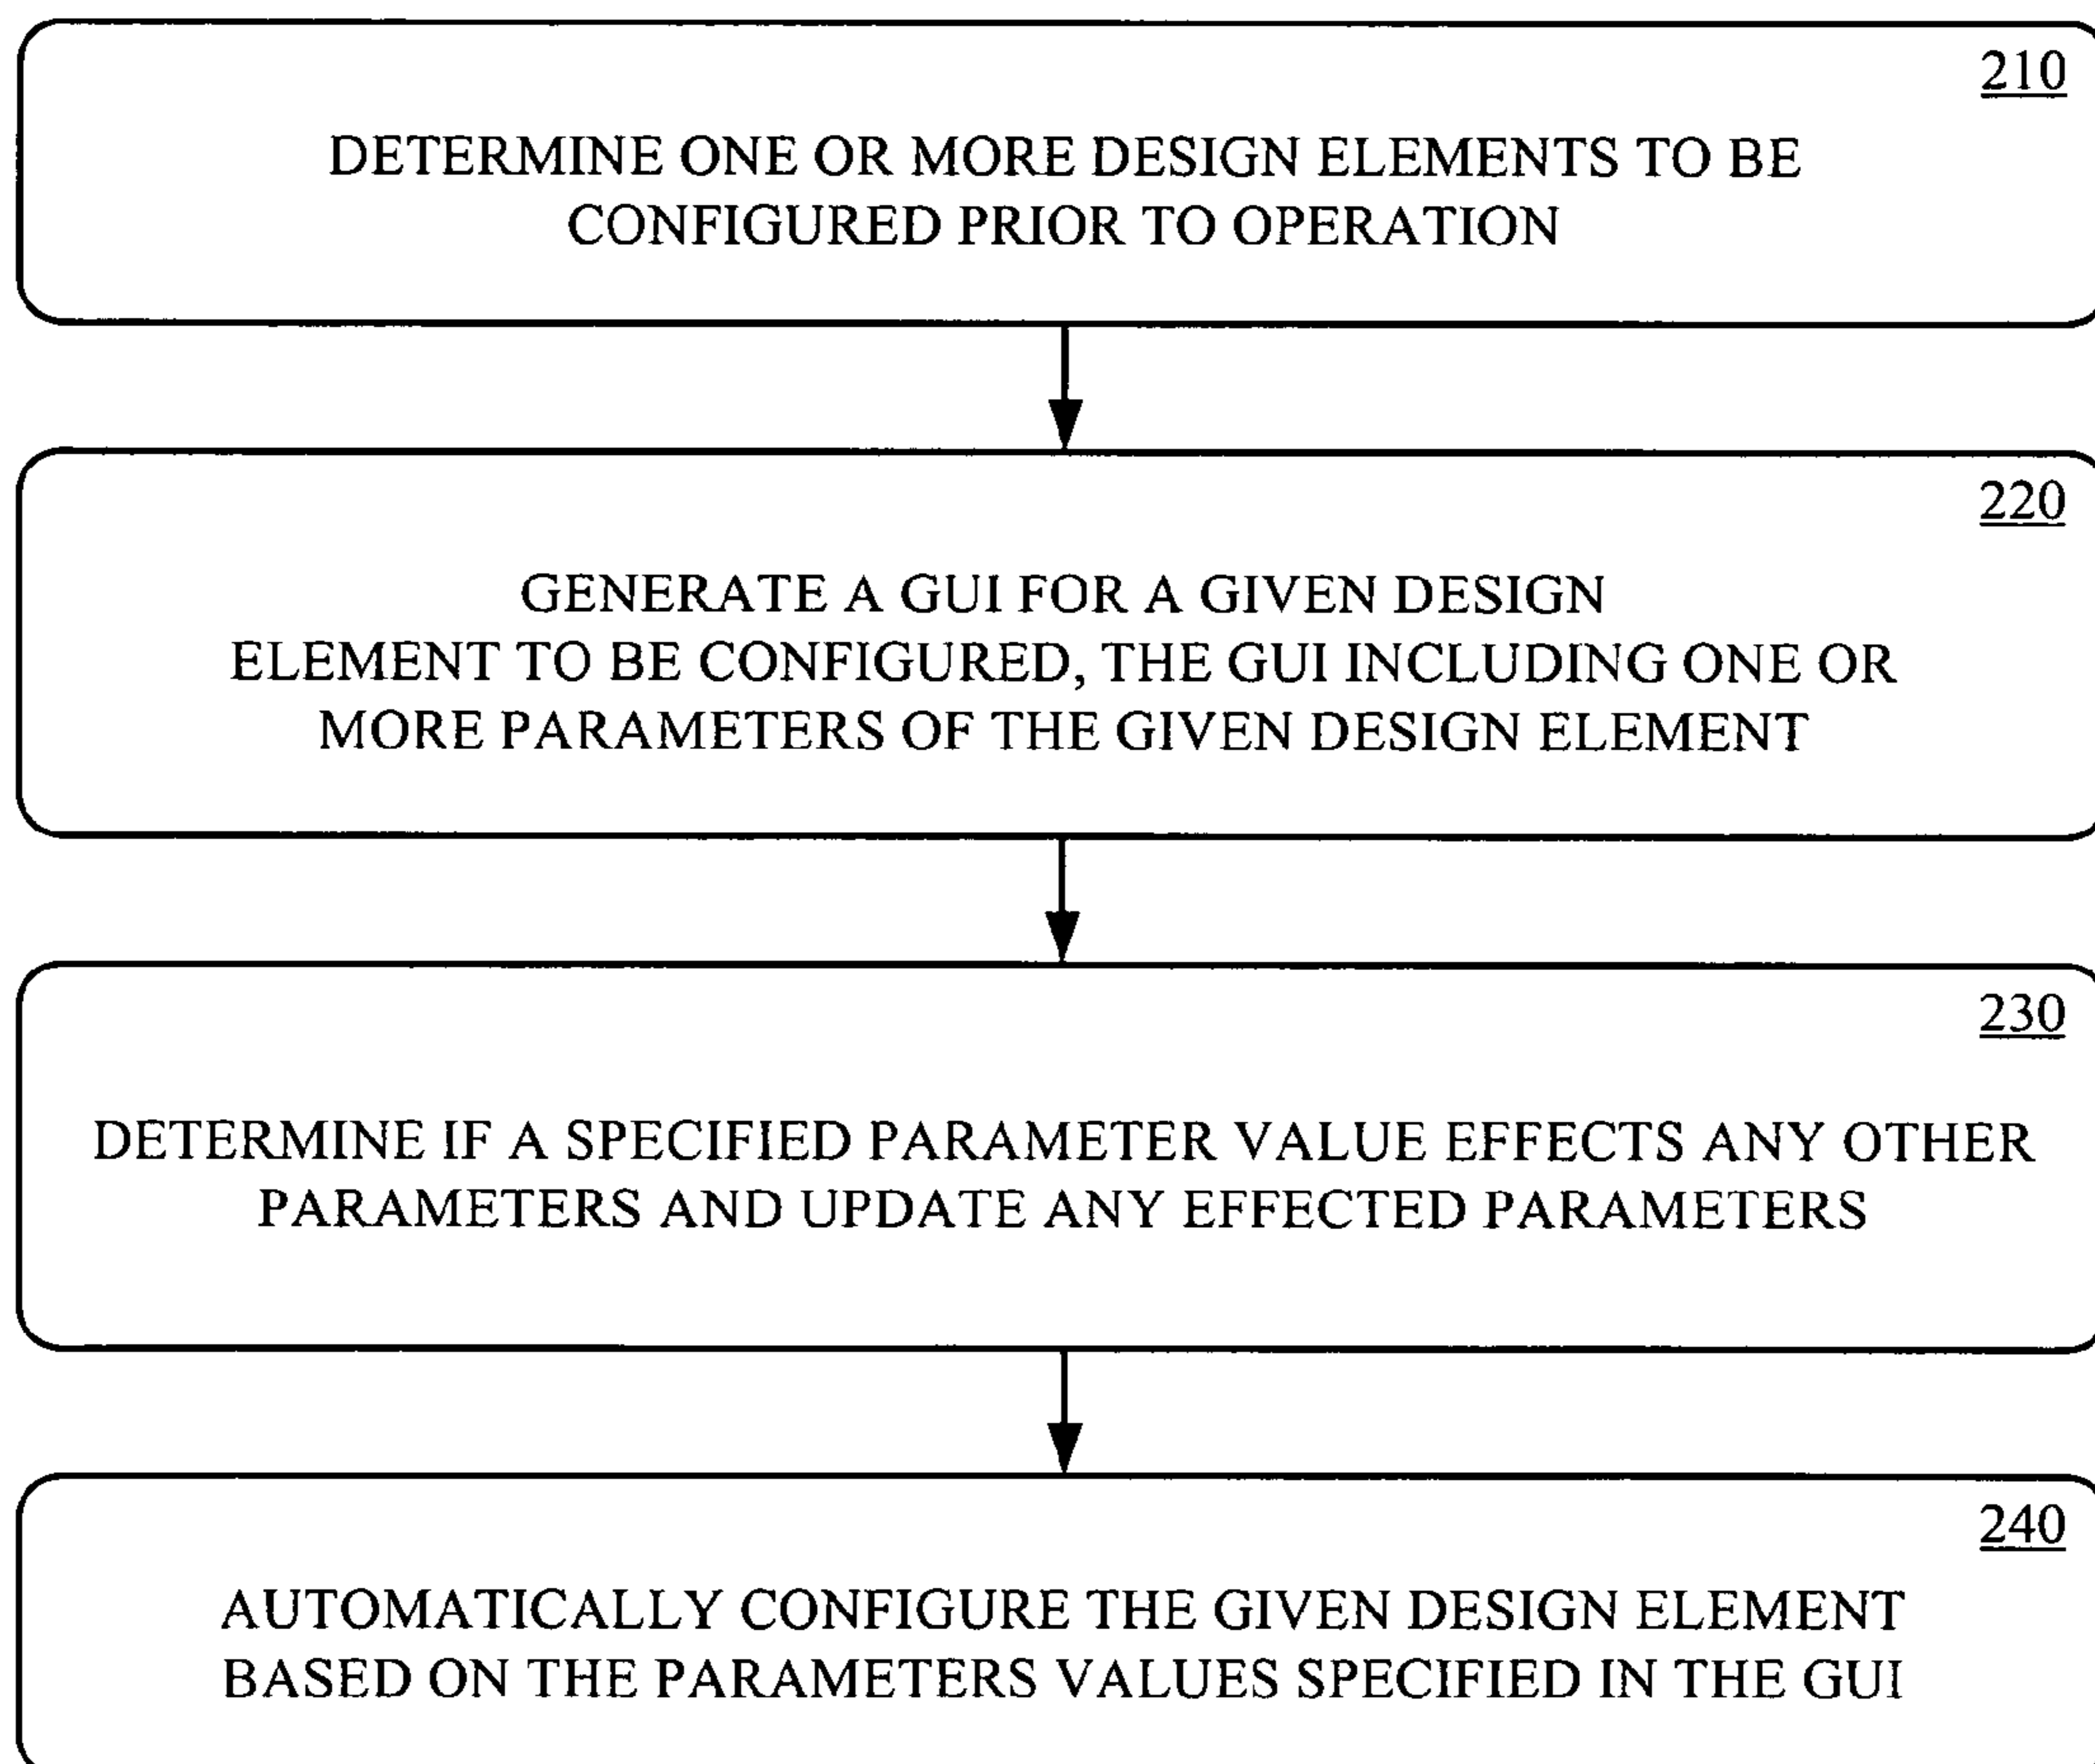 210
DETERMINE ONE OR MORE DESIGN ELEMENTS TO BE
CONFIGURED PRIOR TO OPERATION
220
GENERATE A GUI FOR A GIVEN DESIGN
ELEMENT TO BE CONFIGURED, THE GUI INCLUDING ONE OR
MORE PARAMETERS OF THE GIVEN DESIGN ELEMENT
230
DETERMINE IF A SPECIFIED PARAMETER VALUE EFFECTS ANY OTHER
PARAMETERS AND UPDATE ANY EFFECTED PARAMETERS
240
AUTOMATICALLY CONFIGURE THE GIVEN DESIGN ELEMENT
BASED ON THE PARAMETERS VALUES SPECIFIED IN THE GUI